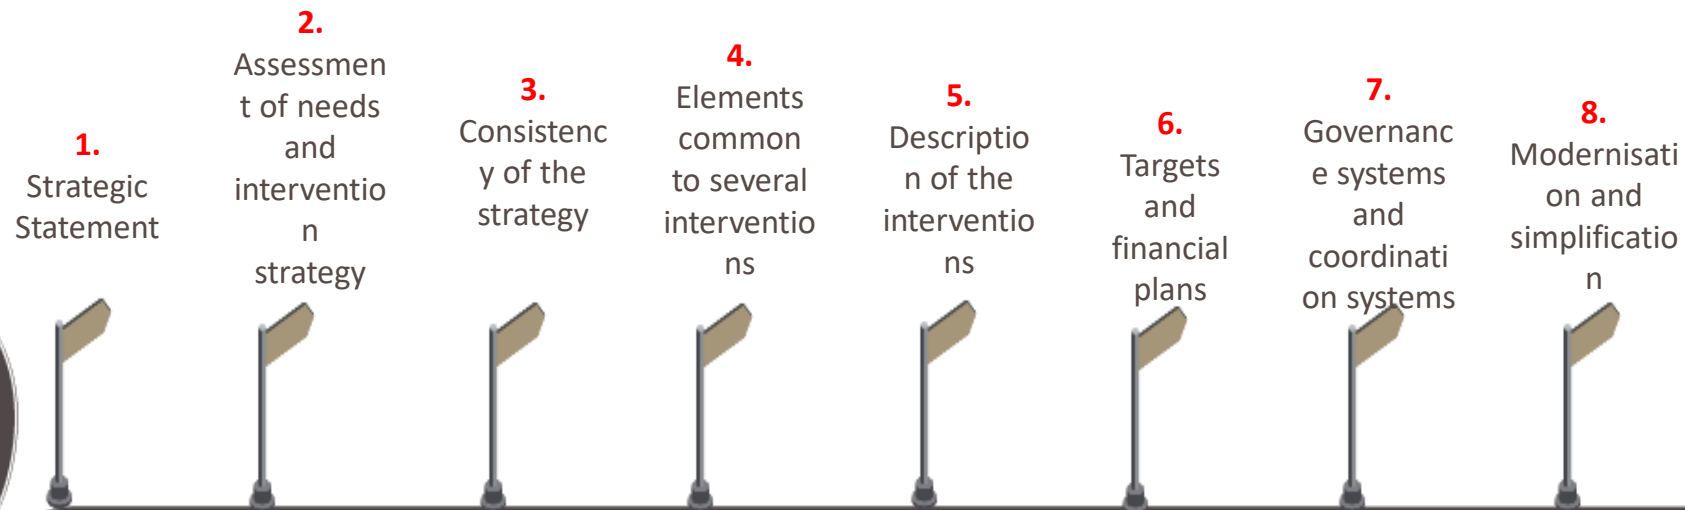 1.
Strategic
Statement
2.
Assessmen
t of needs
and
interventio
n
strategy
3.
Consistenc
y of the
strategy
4.
Elements
common
to several
interventio
ns
5.
Descriptio
n of the
interventio
ns
6.
Targets
and
financial
plans
7.
Governanc
e systems
and
coordinati
on systems
8.
Modernisati
on and
simplificatio
n